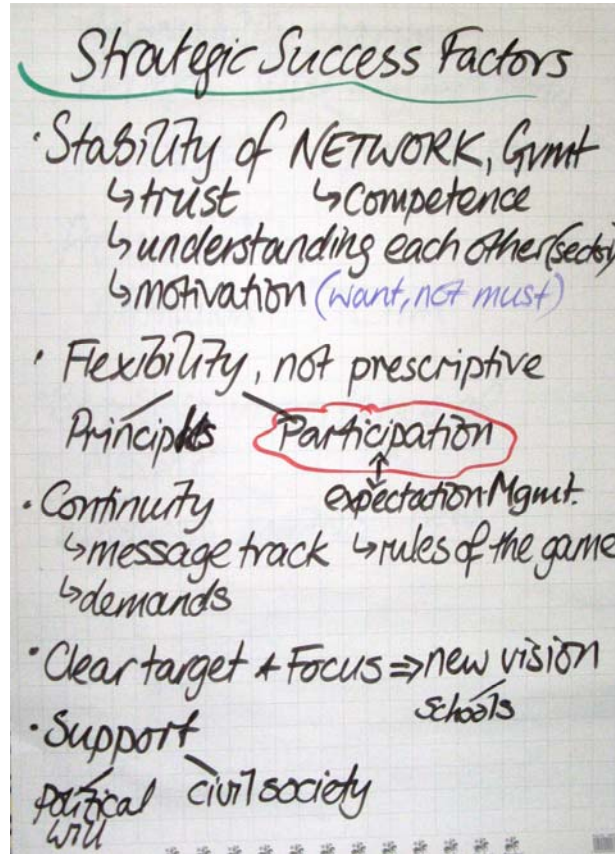 Strategic Success Factors
· Stability of NETWORK, Gvmt
↳ trust ↳ Competence
↳ understanding each other (sector)
↳ motivation (want, not must)
· Flexibility, not prescriptive
Principles Participation
↕
expectation-Mgmt.
· Continuity
↳ message track ↳ rules of the game
↳ demands
· Clear target + Focus ⇒ new vision
Schools
· Support
Political civil society
will